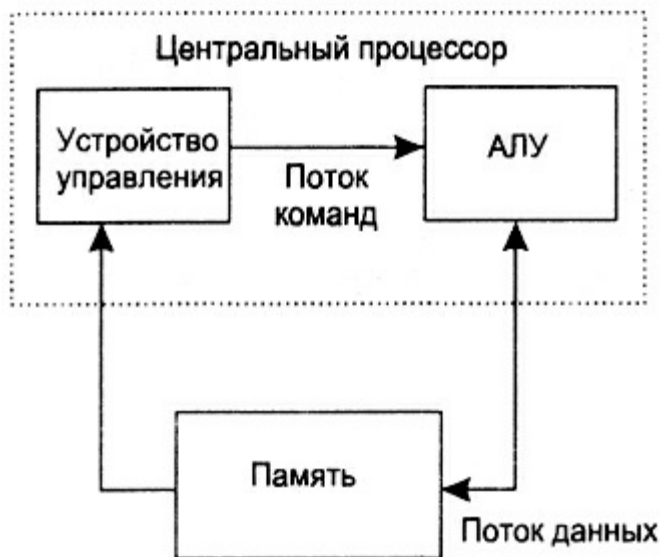 Центральный процессор
Устройство
управления
АЛУ
Поток
команд
Память
Поток данных